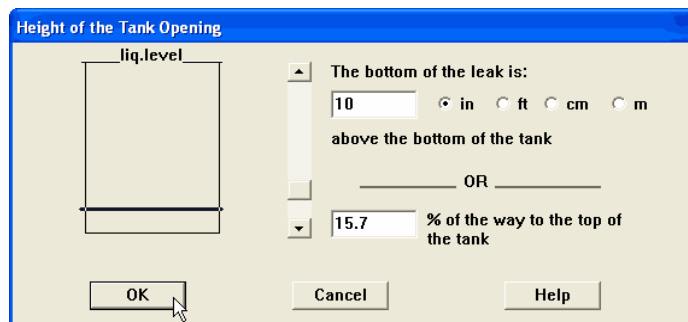 Height of the Tank Opening
liq.level
The bottom of the leak is:
10 in ft cm m
above the bottom of the tank
OR
15.7 % of the way to the top of
the tank
OK Cancel Help